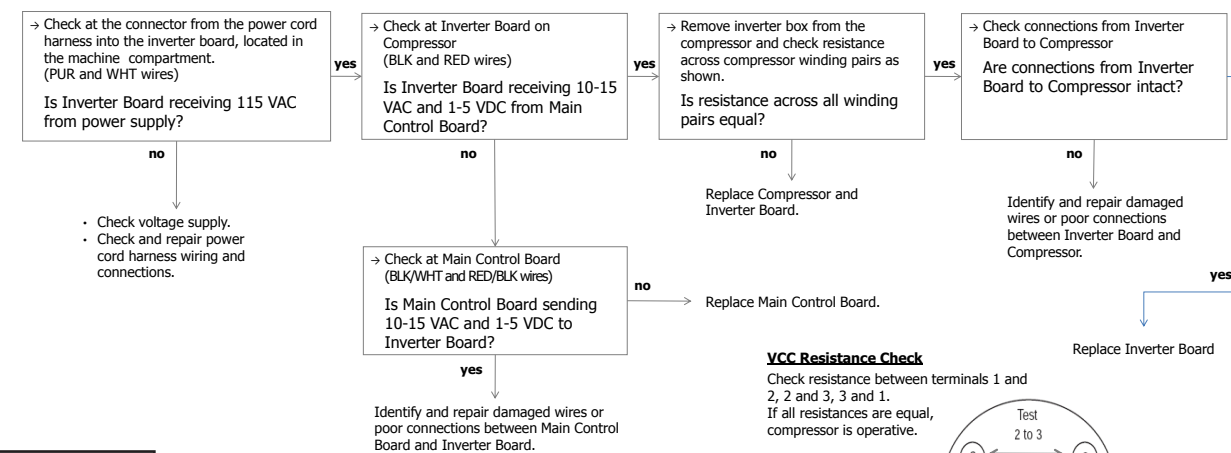 → Check at the connector from the power cord
harness into the inverter board, located in
the machine compartment.
(PUR and WHT wires)
Is Inverter Board receiving 115 VAC
from power supply?
yes
→ Check at Inverter Board on
Compressor
(BLK and RED wires)
Is Inverter Board receiving 10-15
VAC and 1-5 VDC from Main
Control Board?
yes
→ Remove inverter box from the
compressor and check resistance
across compressor winding pairs as
shown.
Is resistance across all winding
pairs equal?
yes
→ Check connections from Inverter
Board to Compressor
Are connections from Inverter
Board to Compressor intact?
no
no
no
no
• Check voltage supply.
• Check and repair power
cord harness wiring and
connections.
Replace Compressor and
Inverter Board.
Identify and repair damaged
wires or poor connections
between Inverter Board and
Compressor.
→ Check at Main Control Board
(BLK/WHT and RED/BLK wires)
Is Main Control Board sending
10-15 VAC and 1-5 VDC to
Inverter Board?
no
Replace Main Control Board.
yes
Replace Inverter Board
yes
Identify and repair damaged wires or
poor connections between Main Control
Board and Inverter Board.
VCC Resistance Check
Check resistance between terminals 1 and
2, 2 and 3, 3 and 1.
If all resistances are equal,
compressor is operative.
Test
2 to 3